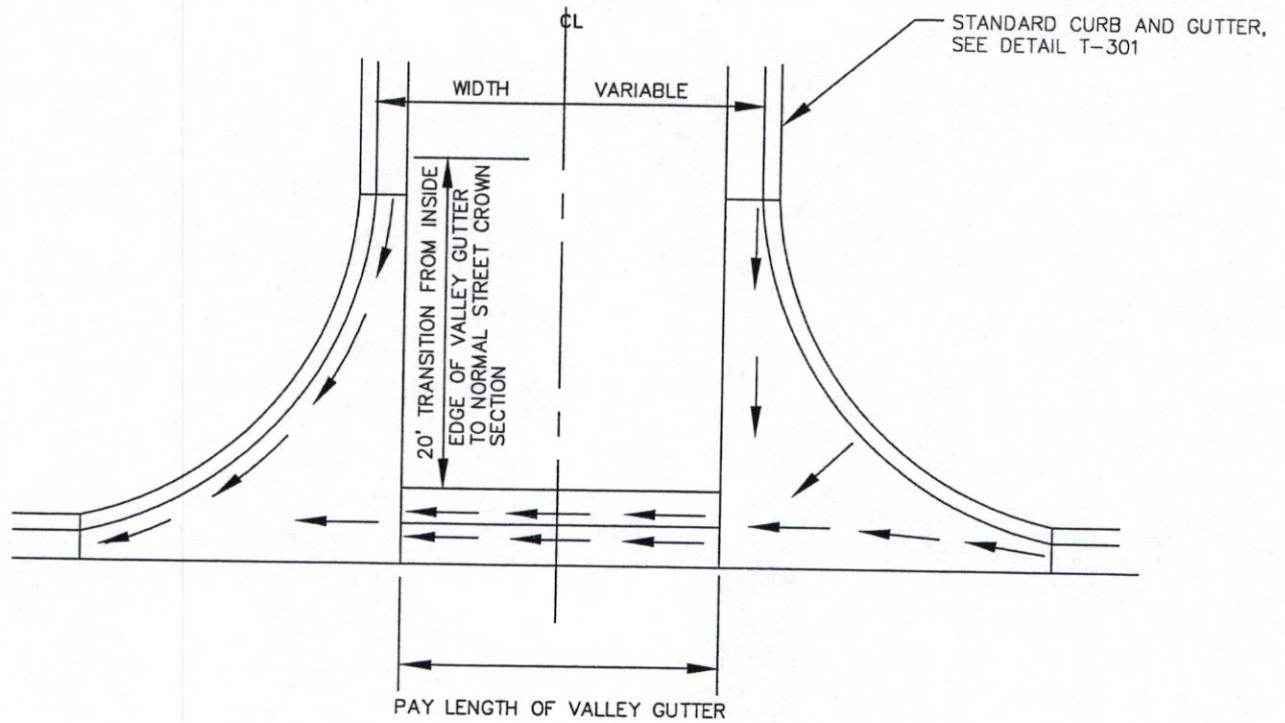 ℄
STANDARD CURB AND GUTTER,
SEE DETAIL T-301
WIDTH VARIABLE
20' TRANSITION FROM INSIDE
EDGE OF VALLEY GUTTER
TO NORMAL STREET CROWN
SECTION
PAY LENGTH OF VALLEY GUTTER